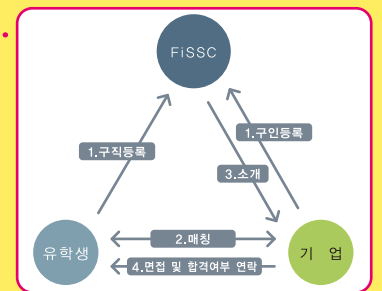 FiSSC
1.구직등록
1.구인등록
3.소개
유학생
2.매칭
기 업
4.면접 및 합격여부 연락